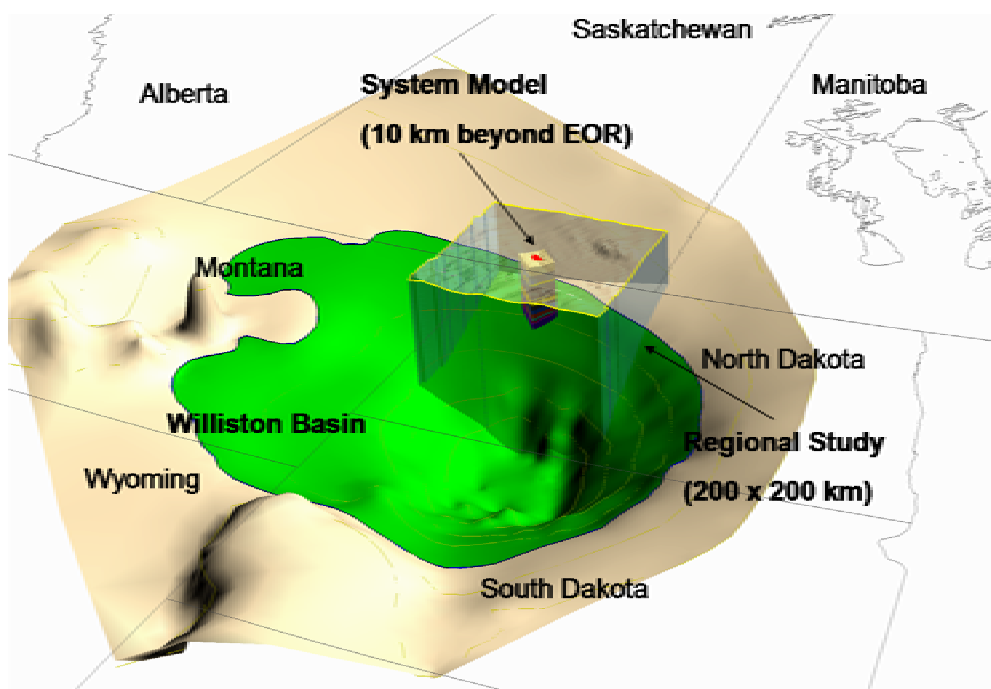 Saskatchewan
Alberta
System Model
(10 km beyond EOR)
Manitoba
Montana
North Dakota
Williston Basin
Regional Study
(200 x 200 km)
Wyoming
South Dakota